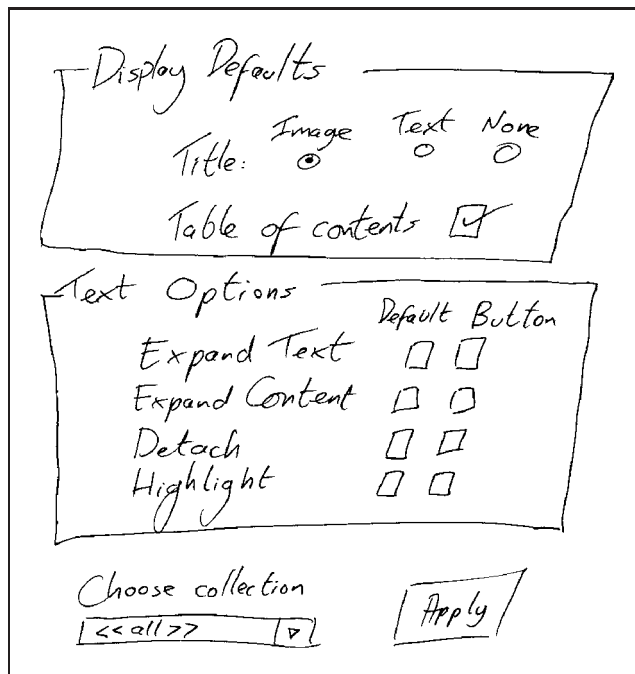 Display Defaults
Image Text None
Title:
Table of contents
Text Options
Default Button
Expand Text
Expand Content
Detach
Highlight
Choose collection
<<all>>
Apply